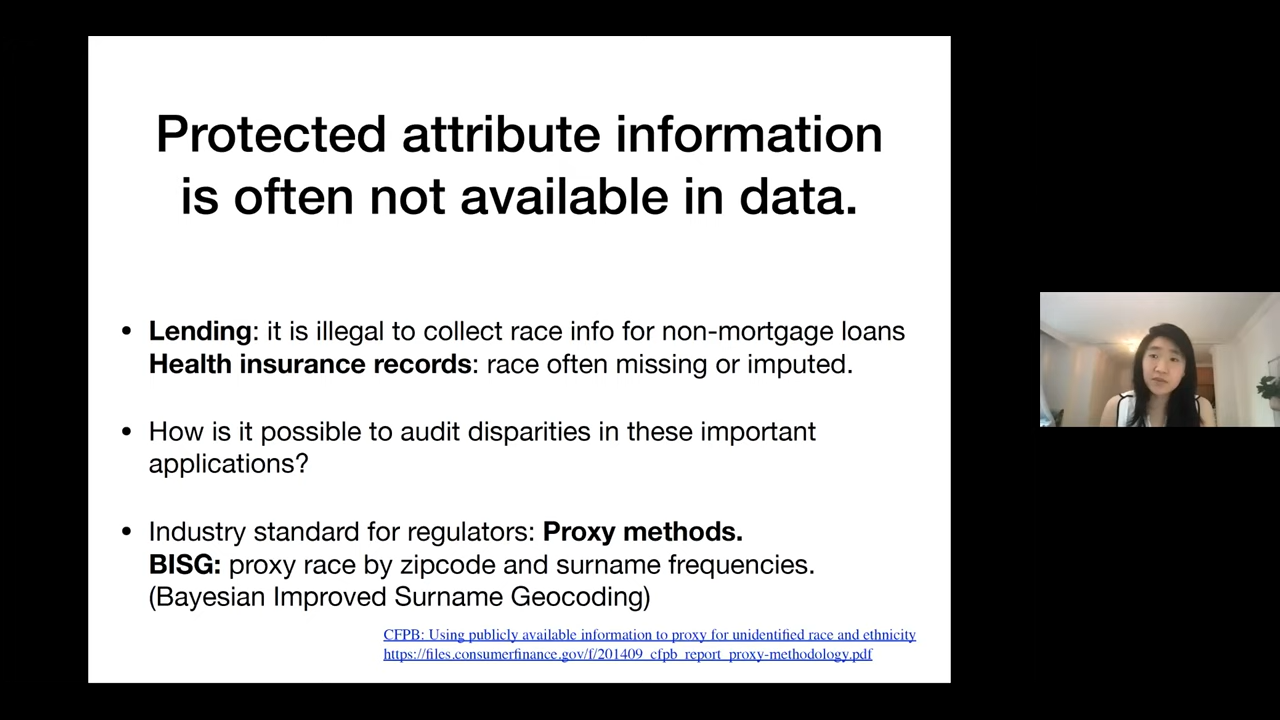 Protected attribute information
is often not available in data.
• Lending: it is illegal to collect race info for non-mortgage loans
Health insurance records: race often missing or imputed.
• How is it possible to audit disparities in these important
applications?
• Industry standard for regulators: Proxy methods.
BISG: proxy race by zipcode and surname frequencies.
(Bayesian Improved Surname Geocoding)
CFPB: Using publicly available information to proxy for unidentified race and ethnicity
https://files.consumerfinance.gov/f/201409_cfpb_report_proxy-methodology.pdf